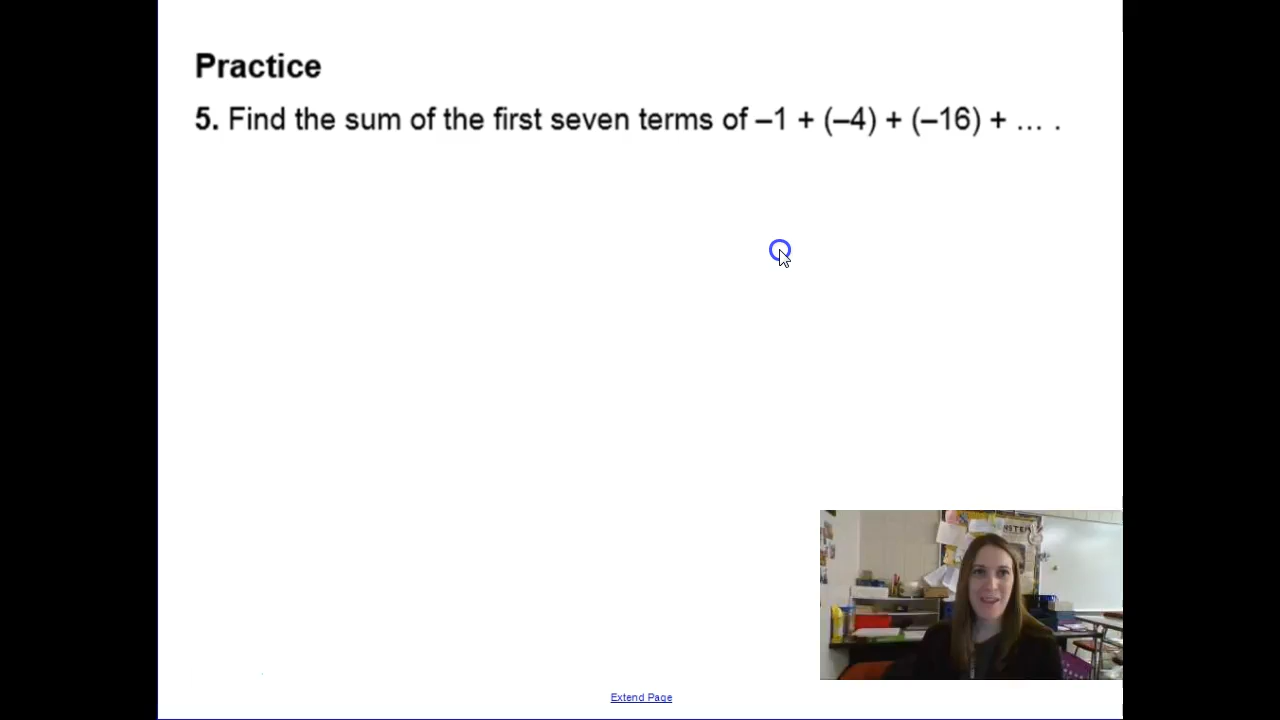 Practice
5. Find the sum of the first seven terms of –1 + (–4) + (–16) + … .
Extend Page